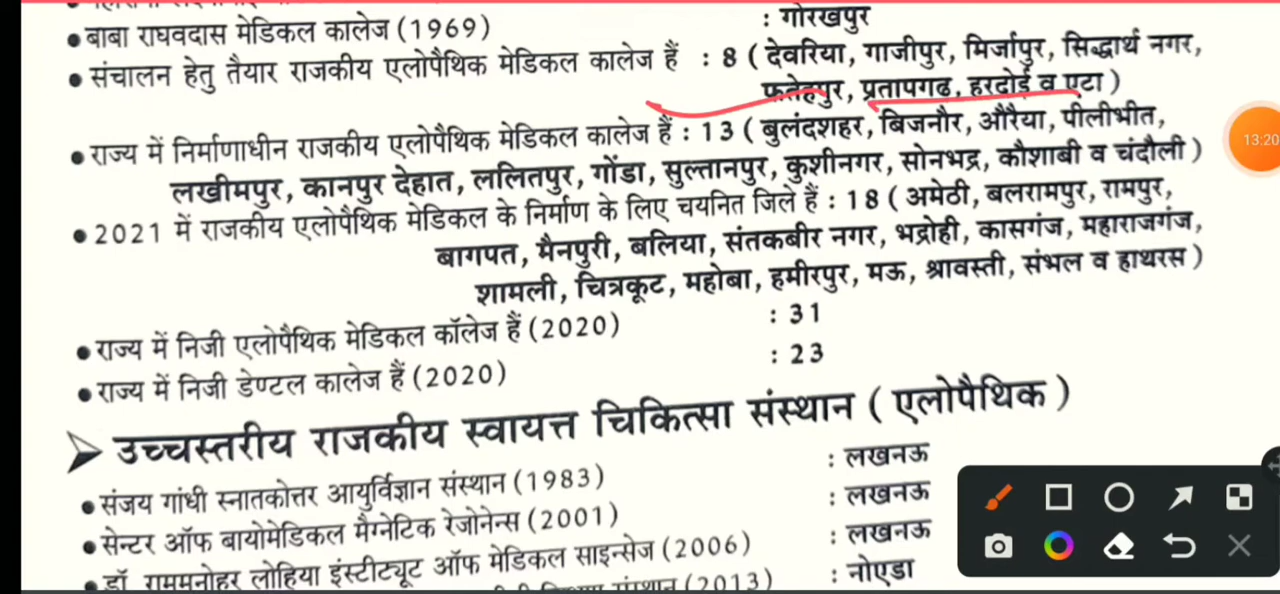 ● बाबा राघवदास मेडिकल कालेज (1969) : गोरखपुर
● संचालन हेतु तैयार राजकीय एलोपैथिक मेडिकल कालेज हैं : 8 ( देवरिया, गाजीपुर, मिर्जापुर, सिद्धार्थ नगर,
फतेहपुर, प्रतापगढ, हरदोई व एटा )
● राज्य में निर्माणाधीन राजकीय एलोपैथिक मेडिकल कालेज हैं : 13 ( बुलंदशहर, बिजनौर, औरैया, पीलीभीत,
लखीमपुर, कानपुर देहात, ललितपुर, गोंडा, सुल्तानपुर, कुशीनगर, सोनभद्र, कौशाबी व चंदौली )
● 2021 में राजकीय एलोपैथिक मेडिकल के निर्माण के लिए चयनित जिले हैं : 18 ( अमेठी, बलरामपुर, रामपुर,
बागपत, मैनपुरी, बलिया, संतकबीर नगर, भद्रोही, कासगंज, महाराजगंज,
शामली, चित्रकूट, महोबा, हमीरपुर, मऊ, श्रावस्ती, संभल व हाथरस )
● राज्य में निजी एलोपैथिक मेडिकल कॉलेज हैं (2020) : 31
● राज्य में निजी डेण्टल कालेज हैं (2020) : 23
➤ उच्चस्तरीय राजकीय स्वायत्त चिकित्सा संस्थान ( एलोपैथिक )
● संजय गांधी स्नातकोत्तर आयुर्विज्ञान संस्थान (1983) : लखनऊ
● सेन्टर ऑफ बायोमेडिकल मैग्नेटिक रेजोनेन्स (2001) : लखनऊ
● डॉ राममनोहर लोहिया इंस्टीट्यूट ऑफ मेडिकल साइन्सेज (2006) : लखनऊ
संस्थान (2013) : नोएडा
13:20